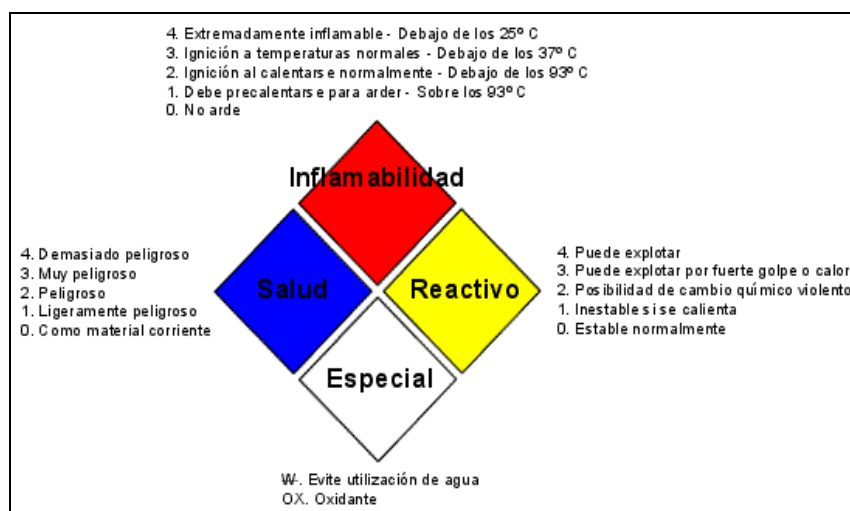 4. Extremadamente inflamable - Debajo de los 25º C
3. Ignición a temperaturas normales - Debajo de los 37º C
2. Ignición al calentarse normalmente - Debajo de los 93º C
1. Debe precalentarse para arder - Sobre los 93º C
0. No arde
Inflamabilidad
4. Demasiado peligroso
3. Muy peligroso
2. Peligroso
1. Ligeramente peligroso
0. Como material corriente
Salud
Reactivo
4. Puede explotar
3. Puede explotar por fuerte golpe o calor
2. Posibilidad de cambio químico violento
1. Inestable si se calienta
0. Estable normalmente
Especial
W-. Evite utilización de agua
OX. Oxidante